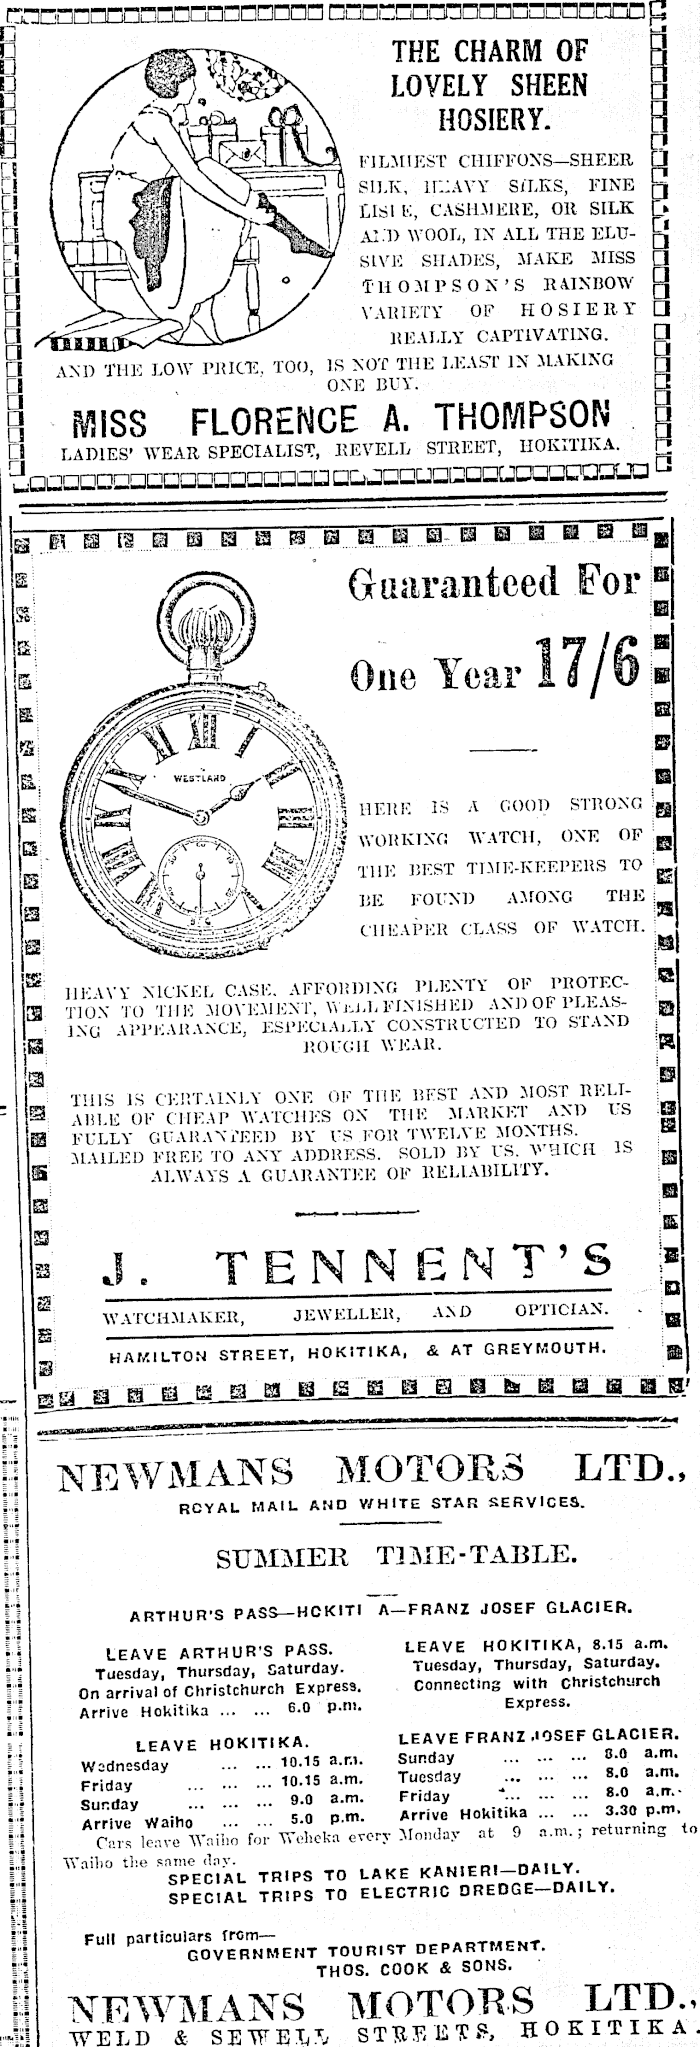 THE CHARM OF
LOVELY SHEEN
HOSIERY.
FILMIEST CHIFFONS—SHEER
SILK, HEAVY SILKS, FINE
LISLE, CASHMERE, OR SILK
AND WOOL, IN ALL THE ELU-
SIVE SHADES, MAKE MISS
THOMPSON'S RAINBOW
VARIETY OF HOSIERY
REALLY CAPTIVATING.
AND THE LOW PRICE, TOO, IS NOT THE LEAST IN MAKING
ONE BUY.
MISS FLORENCE A. THOMPSON
LADIES' WEAR SPECIALIST, REVELL STREET, HOKITIKA.
Guaranteed For
One Year 17/6
XII I
WESTLAND
HERE IS A GOOD STRONG
WORKING WATCH, ONE OF
THE BEST TIME-KEEPERS TO
BE FOUND AMONG THE
CHEAPER CLASS OF WATCH.
HEAVY NICKEL CASE, AFFORDING PLENTY OF PROTEC-
TION TO THE MOVEMENT, WELL FINISHED AND OF PLEAS-
ING APPEARANCE, ESPECIALLY CONSTRUCTED TO STAND
ROUGH WEAR.
THIS IS CERTAINLY ONE OF THE BEST AND MOST RELI-
ABLE OF CHEAP WATCHES ON THE MARKET AND US
FULLY GUARANTEED BY US FOR TWELVE MONTHS.
MAILED FREE TO ANY ADDRESS. SOLD BY US, WHICH IS
ALWAYS A GUARANTEE OF RELIABILITY.
J. TENNENT'S
WATCHMAKER, JEWELLER, AND OPTICIAN.
HAMILTON STREET, HOKITIKA, & AT GREYMOUTH.
NEWMANS MOTORS LTD.,
ROYAL MAIL AND WHITE STAR SERVICES.
SUMMER TIME-TABLE.
ARTHUR'S PASS—HOKITI A—FRANZ JOSEF GLACIER.
LEAVE ARTHUR'S PASS.
Tuesday, Thursday, Saturday.
On arrival of Christchurch Express.
Arrive Hokitika ... ... 6.0 p.m.
LEAVE HOKITIKA, 8.15 a.m.
Tuesday, Thursday, Saturday.
Connecting with Christchurch
Express.
LEAVE HOKITIKA.
Wednesday ... ... 10.15 a.m.
Friday ... ... ... 10.15 a.m.
Sunday ... ... ... 9.0 a.m.
Arrive Waiho ... ... 5.0 p.m.
LEAVE FRANZ JOSEF GLACIER.
Sunday ... ... ... 8.0 a.m.
Tuesday ... ... ... 8.0 a.m.
Friday ... ... ... 8.0 a.m.
Arrive Hokitika ... ... 3.30 p.m.
Cars leave Waiho for Weheka every Monday at 9 a.m.; returning to
Waiho the same day.
SPECIAL TRIPS TO LAKE KANIERI—DAILY.
SPECIAL TRIPS TO ELECTRIC DREDGE—DAILY.
Full particulars from—
GOVERNMENT TOURIST DEPARTMENT.
THOS. COOK & SONS.
NEWMANS MOTORS LTD.,
WELD & SEWELL STREETS, HOKITIKA.